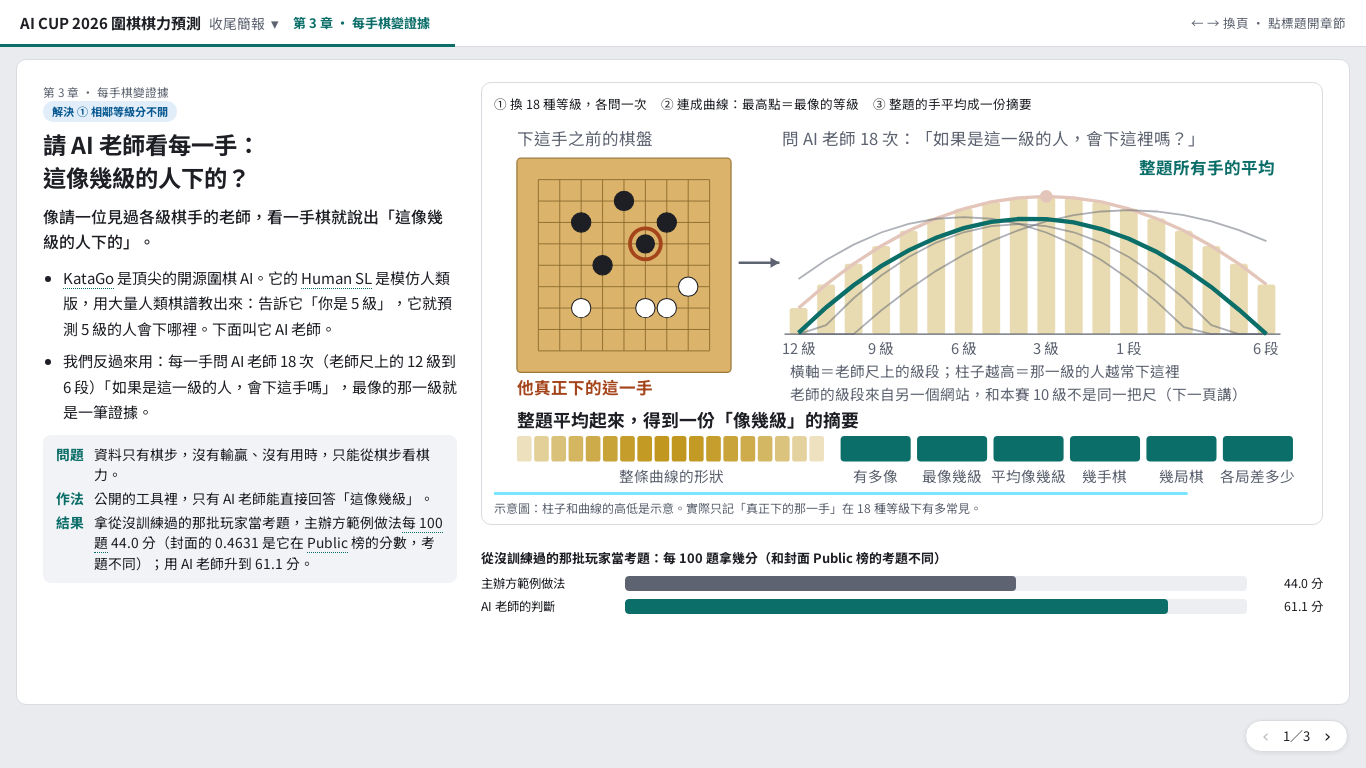 AI CUP 2026 圍棋棋力預測 收尾簡報 ▼ 第 3 章 · 每手棋變證據
← → 換頁 · 點標題開章節
第 3 章 · 每手棋變證據
解決 ① 相鄰等級分不開
請 AI 老師看每一手：
這像幾級的人下的？
像請一位見過各級棋手的老師，看一手棋就說出「這像幾
級的人下的」。
• KataGo 是頂尖的開源圍棋 AI。它的 Human SL 是模仿人類
版，用大量人類棋譜教出來：告訴它「你是 5 級」，它就預
測 5 級的人會下哪裡。下面叫它 AI 老師。
• 我們反過來用：每一手問 AI 老師 18 次（老師尺上的 12 級到
6 段）「如果是這一級的人，會下這手嗎」，最像的那一級就
是一筆證據。
問題 資料只有棋步，沒有輸贏、沒有用時，只能從棋步看棋
力。
作法 公開的工具裡，只有 AI 老師能直接回答「這像幾級」。
結果 拿從沒訓練過的那批玩家當考題，主辦方範例做法每 100
題 44.0 分（封面的 0.4631 是它在 Public 榜的分數，考
題不同）；用 AI 老師升到 61.1 分。
① 換 18 種等級，各問一次 ② 連成曲線：最高點＝最像的等級 ③ 整題的手平均成一份摘要
下這手之前的棋盤
問 AI 老師 18 次：「如果是這一級的人，會下這裡嗎？」
整題所有手的平均
12 級 9 級 6 級 3 級 1 段 6 段
橫軸＝老師尺上的級段；柱子越高＝那一級的人越常下這裡
他真正下的這一手
老師的級段來自另一個網站，和本賽 10 級不是同一把尺（下一頁講）
整題平均起來，得到一份「像幾級」的摘要
整條曲線的形狀 有多像 最像幾級 平均像幾級 幾手棋 幾局棋 各局差多少
示意圖：柱子和曲線的高低是示意。實際只記「真正下的那一手」在 18 種等級下有多常見。
從沒訓練過的那批玩家當考題：每 100 題拿幾分（和封面 Public 榜的考題不同）
主辦方範例做法 44.0 分
AI 老師的判斷 61.1 分
‹ 1／3 ›